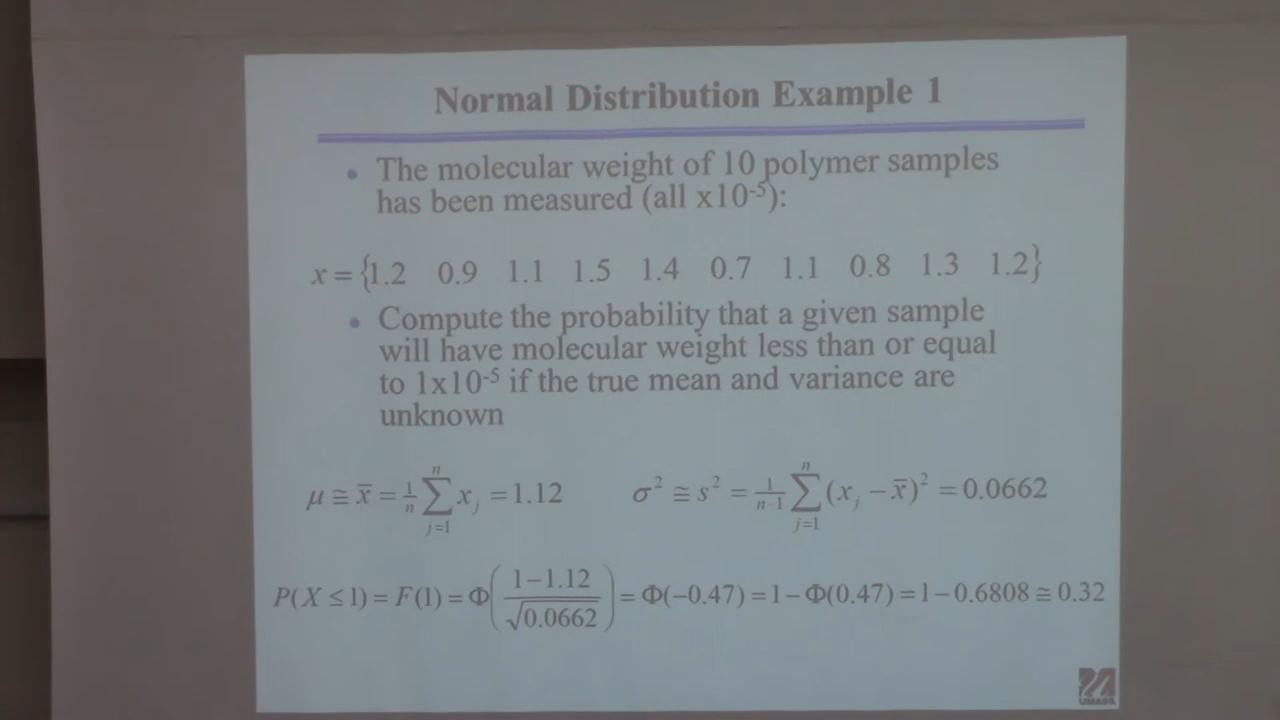 Normal Distribution Example 1
• The molecular weight of 10 polymer samples
has been measured (all x10⁻⁵):
x = {1.2 0.9 1.1 1.5 1.4 0.7 1.1 0.8 1.3 1.2}
• Compute the probability that a given sample
will have molecular weight less than or equal
to 1x10⁻⁵ if the true mean and variance are
unknown
μ ≅ x̄ = 1/n ∑_{j=1}^{n} x_j = 1.12 σ² ≅ s² = 1/(n-1) ∑_{j=1}^{n} (x_j − x̄)² = 0.0662
P(X ≤ 1) = F(1) = Φ((1−1.12)/√0.0662) = Φ(−0.47) = 1 − Φ(0.47) = 1 − 0.6808 ≅ 0.32
UMASS